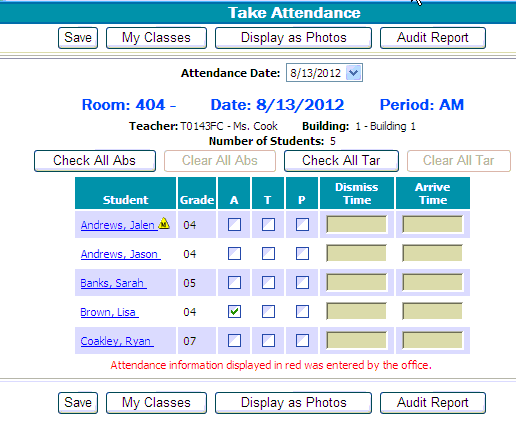 Take Attendance
Save My Classes Display as Photos Audit Report
Attendance Date: 8/13/2012
Room: 404 - Date: 8/13/2012 Period: AM
Teacher: T0143FC - Ms. Cook Building: 1 - Building 1
Number of Students: 5
Check All Abs Clear All Abs Check All Tar Clear All Tar
Student Grade A T P Dismiss Time Arrive Time
Andrews, Jalen M 04
Andrews, Jason 04
Banks, Sarah 05
Brown, Lisa 04
Coakley, Ryan 07
Attendance information displayed in red was entered by the office.
Save My Classes Display as Photos Audit Report